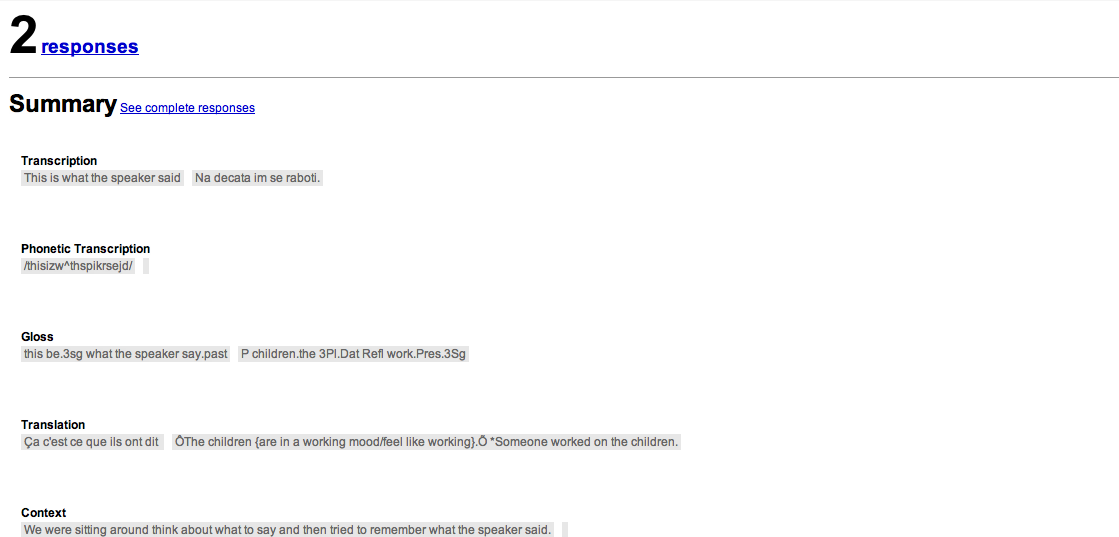 2 responses
Summary See complete responses
Transcription
This is what the speaker said Na decata im se raboti.
Phonetic Transcription
/thisizw^thspikrsejd/
Gloss
this be.3sg what the speaker say.past P children.the 3Pl.Dat Refl work.Pres.3Sg
Translation
Ça c'est ce que ils ont dit ÔThe children {are in a working mood/feel like working}.Õ *Someone worked on the children.
Context
We were sitting around think about what to say and then tried to remember what the speaker said.